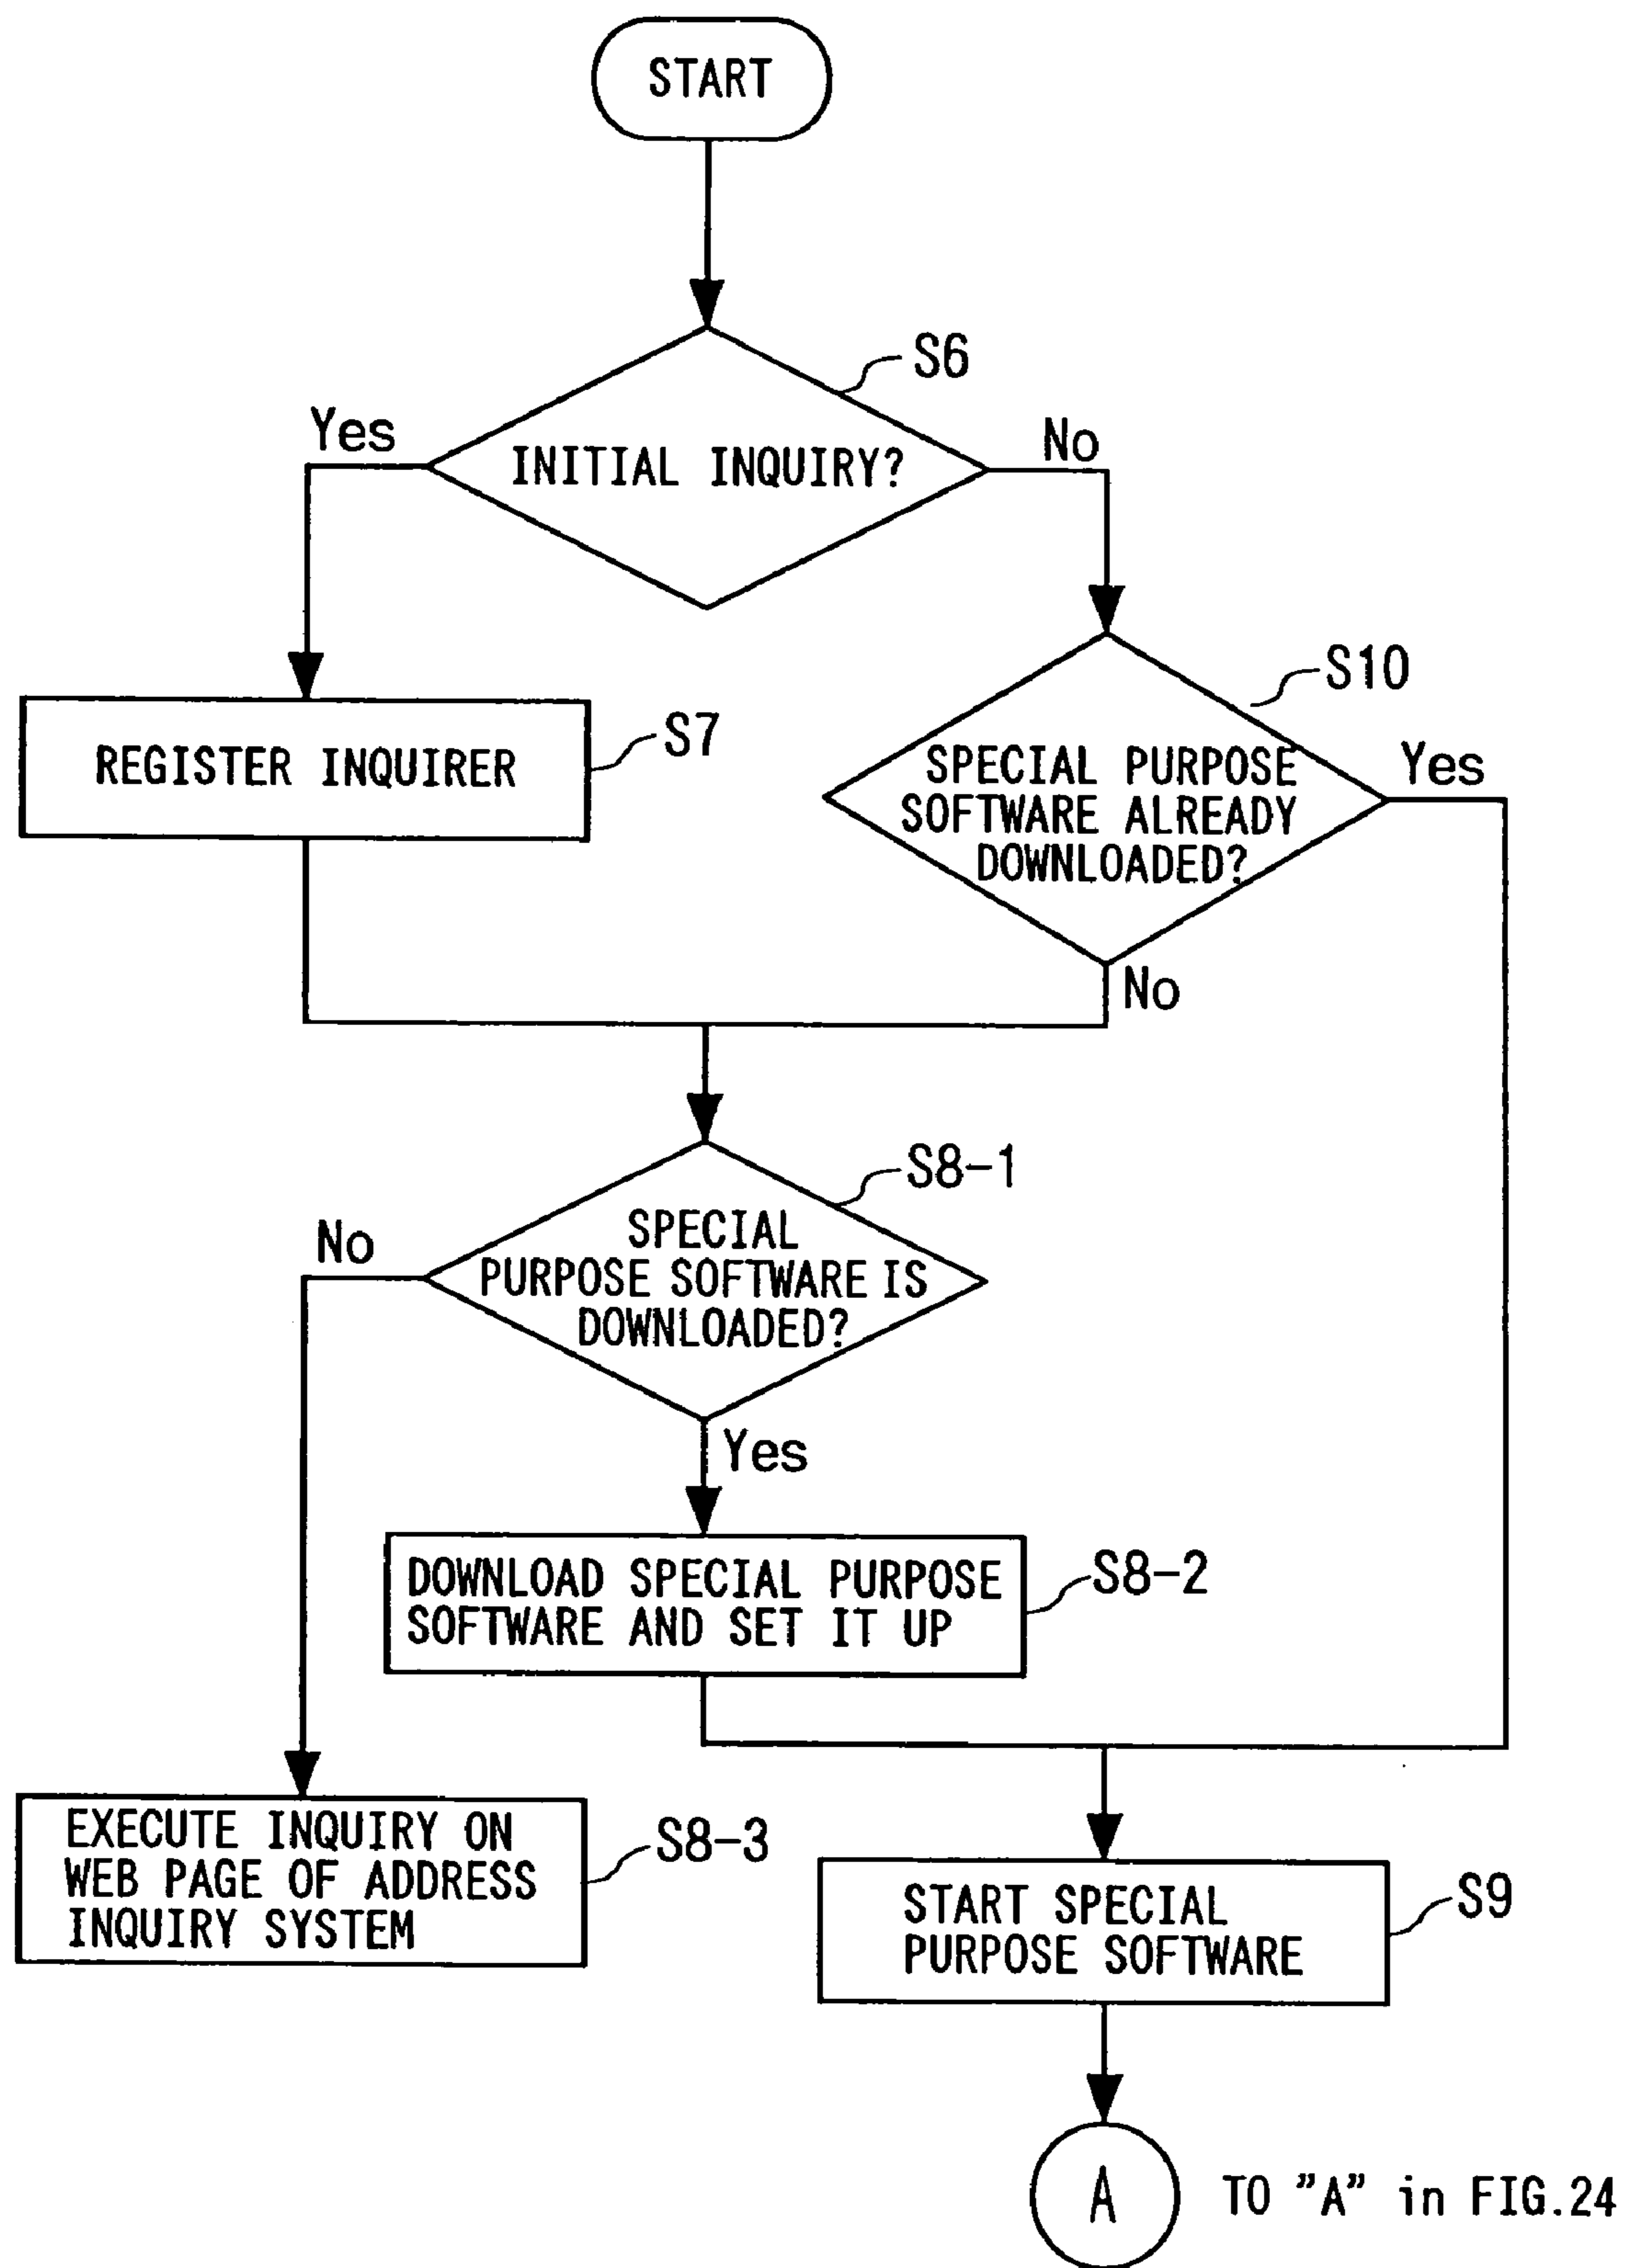 START
S6
Yes
No
INITIAL INQUIRY?
S10
S7
REGISTER INQUIRER
SPECIAL PURPOSE
SOFTWARE ALREADY
DOWNLOADED?
Yes
No
S8-1
No
SPECIAL
PURPOSE SOFTWARE IS
DOWNLOADED?
Yes
DOWNLOAD SPECIAL PURPOSE
SOFTWARE AND SET IT UP
S8-2
EXECUTE INQUIRY ON
WEB PAGE OF ADDRESS
INQUIRY SYSTEM
S8-3
START SPECIAL
PURPOSE SOFTWARE
S9
A
TO "A" in FIG.24